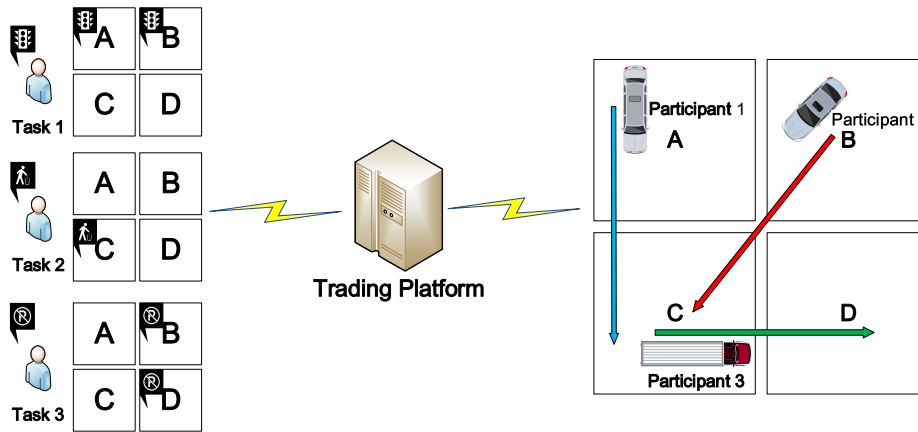 A B
C D
Task 1
A B
C D
Task 2
A B
C D
Task 3
Trading Platform
Participant 1
A
Participant
B
C D
Participant 3